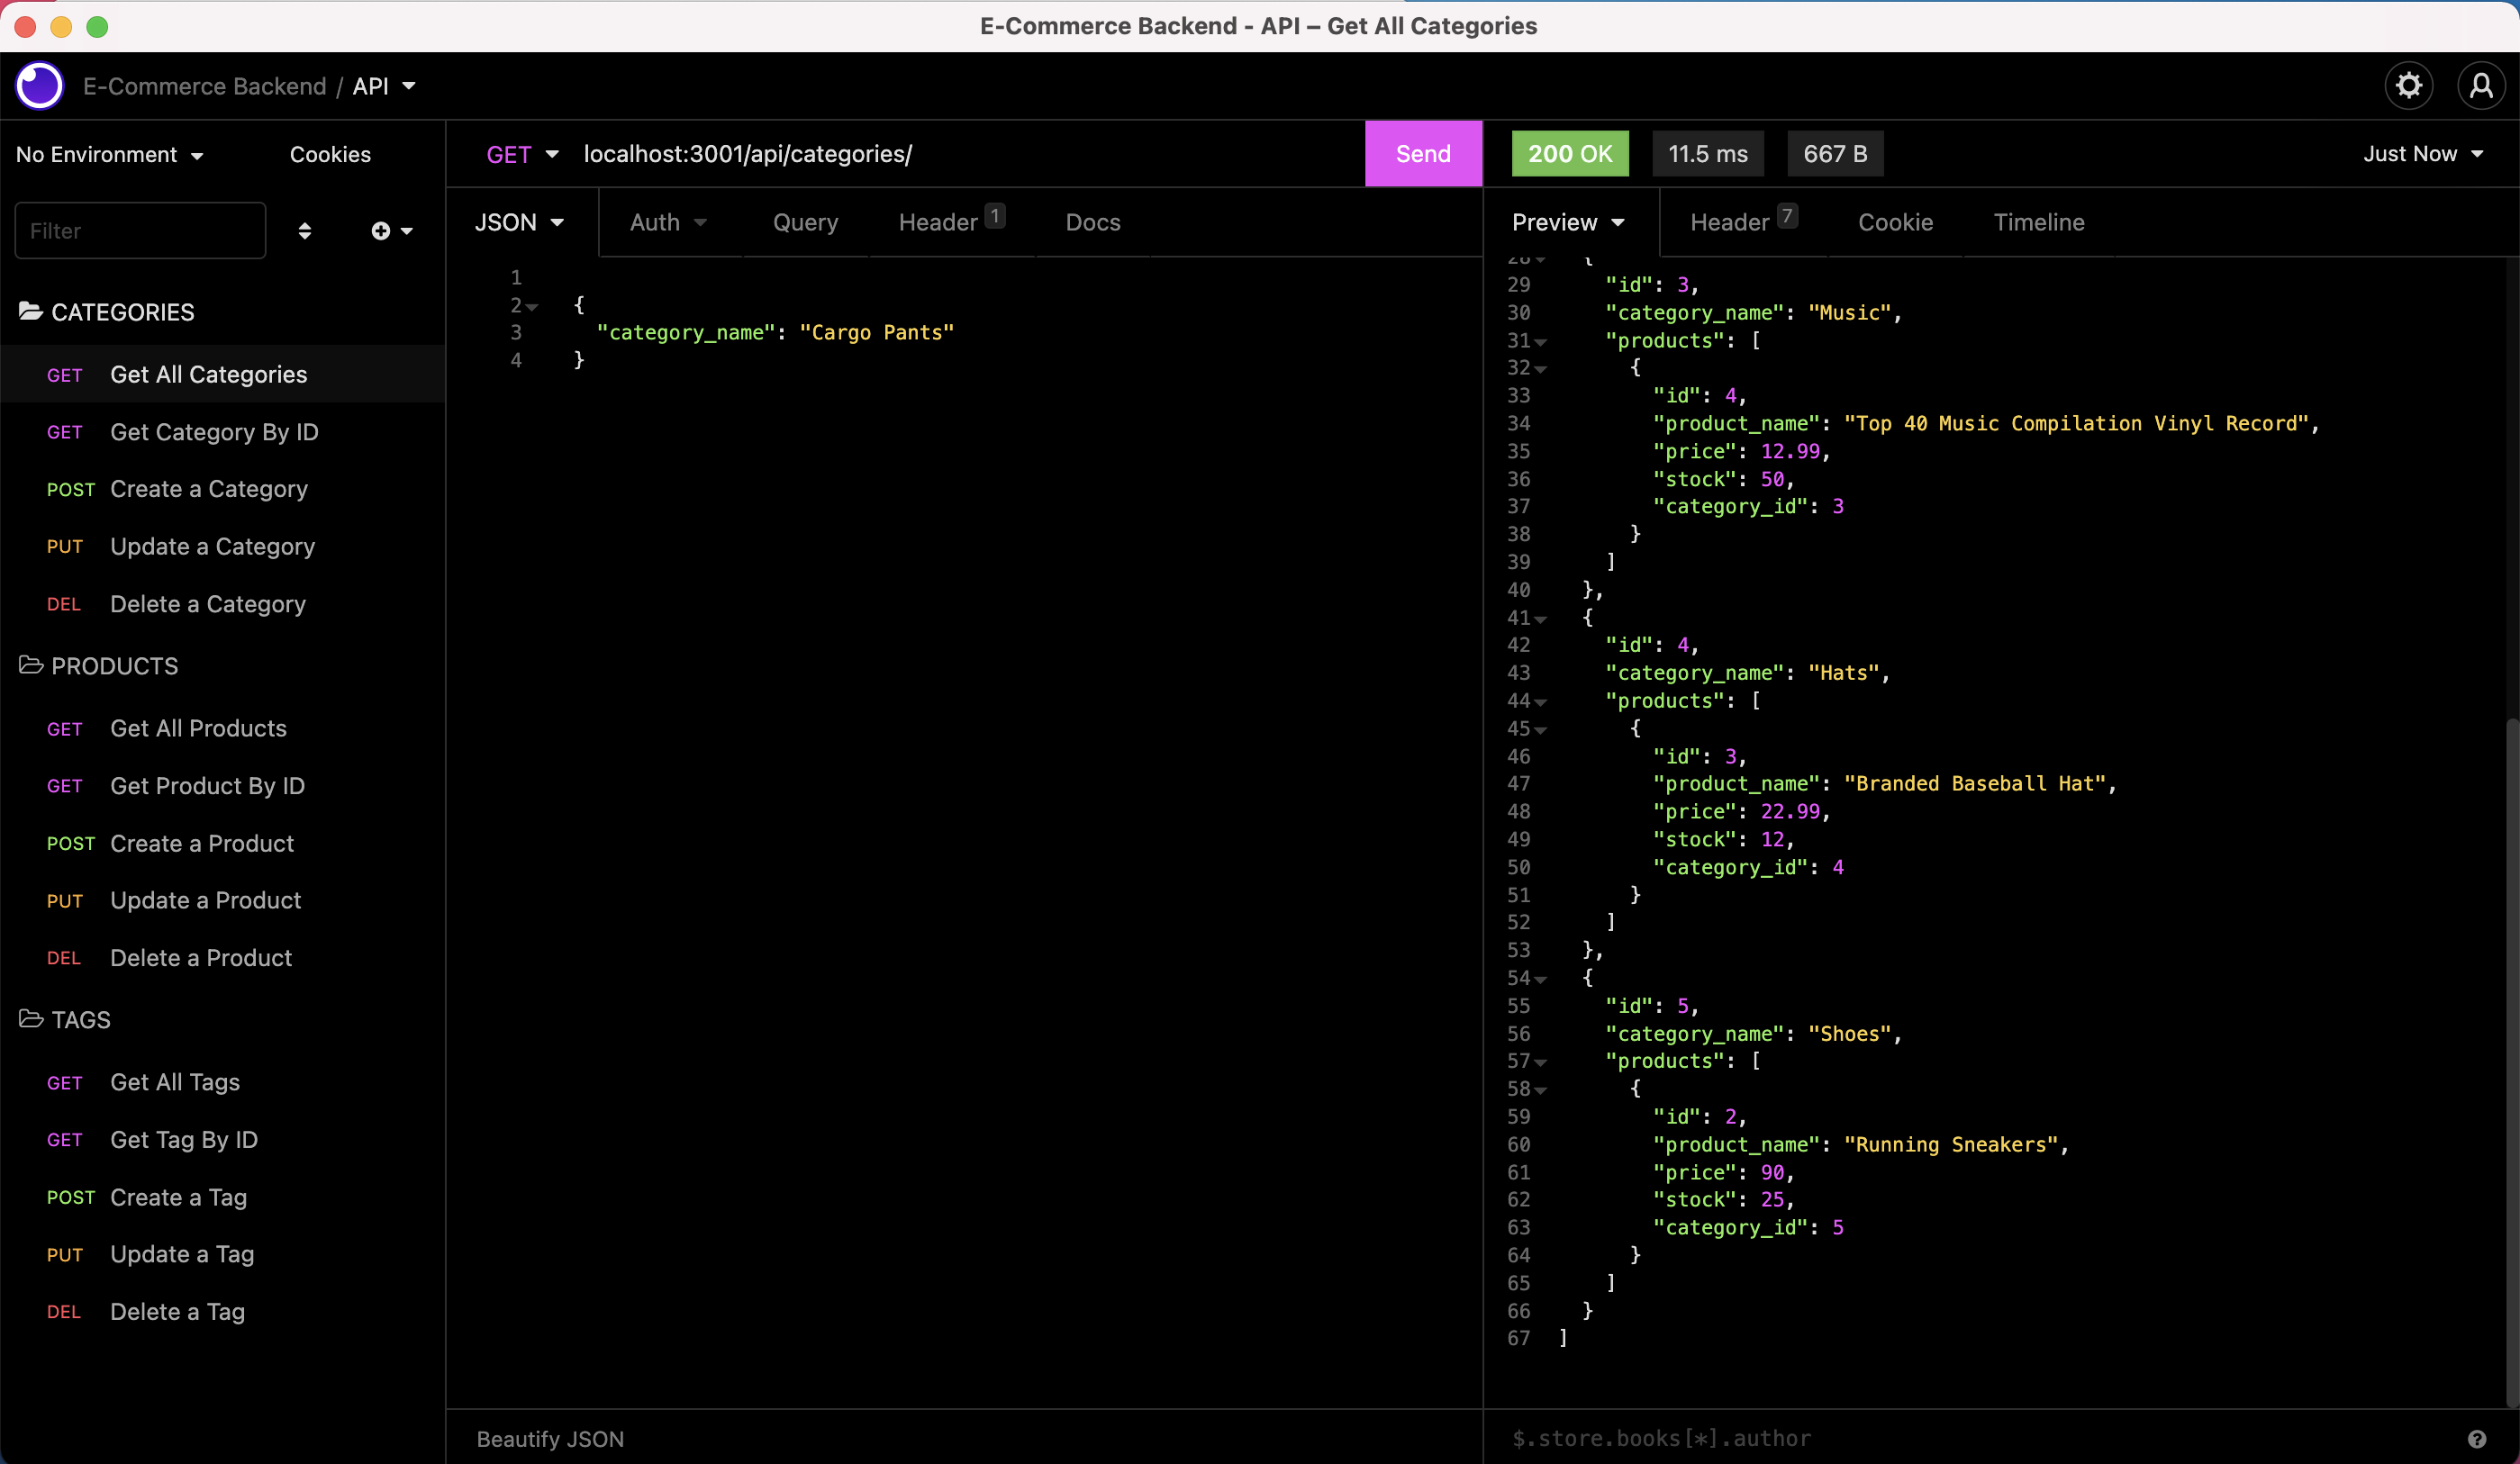 E-Commerce Backend - API – Get All Categories
E-Commerce Backend / API
No Environment
Cookies
Filter
CATEGORIES
GET Get All Categories
GET Get Category By ID
POST Create a Category
PUT Update a Category
DEL Delete a Category
PRODUCTS
GET Get All Products
GET Get Product By ID
POST Create a Product
PUT Update a Product
DEL Delete a Product
TAGS
GET Get All Tags
GET Get Tag By ID
POST Create a Tag
PUT Update a Tag
DEL Delete a Tag
GET localhost:3001/api/categories/ Send
JSON Auth Query Header 1 Docs
1
2 {
3 "category_name": "Cargo Pants"
4 }
Beautify JSON
200 OK 11.5 ms 667 B Just Now
Preview Header 7 Cookie Timeline
28 {
29 "id": 3,
30 "category_name": "Music",
31 "products": [
32 {
33 "id": 4,
34 "product_name": "Top 40 Music Compilation Vinyl Record",
35 "price": 12.99,
36 "stock": 50,
37 "category_id": 3
38 }
39 ]
40 },
41 {
42 "id": 4,
43 "category_name": "Hats",
44 "products": [
45 {
46 "id": 3,
47 "product_name": "Branded Baseball Hat",
48 "price": 22.99,
49 "stock": 12,
50 "category_id": 4
51 }
52 ]
53 },
54 {
55 "id": 5,
56 "category_name": "Shoes",
57 "products": [
58 {
59 "id": 2,
60 "product_name": "Running Sneakers",
61 "price": 90,
62 "stock": 25,
63 "category_id": 5
64 }
65 ]
66 }
67 ]
$.store.books[*].author